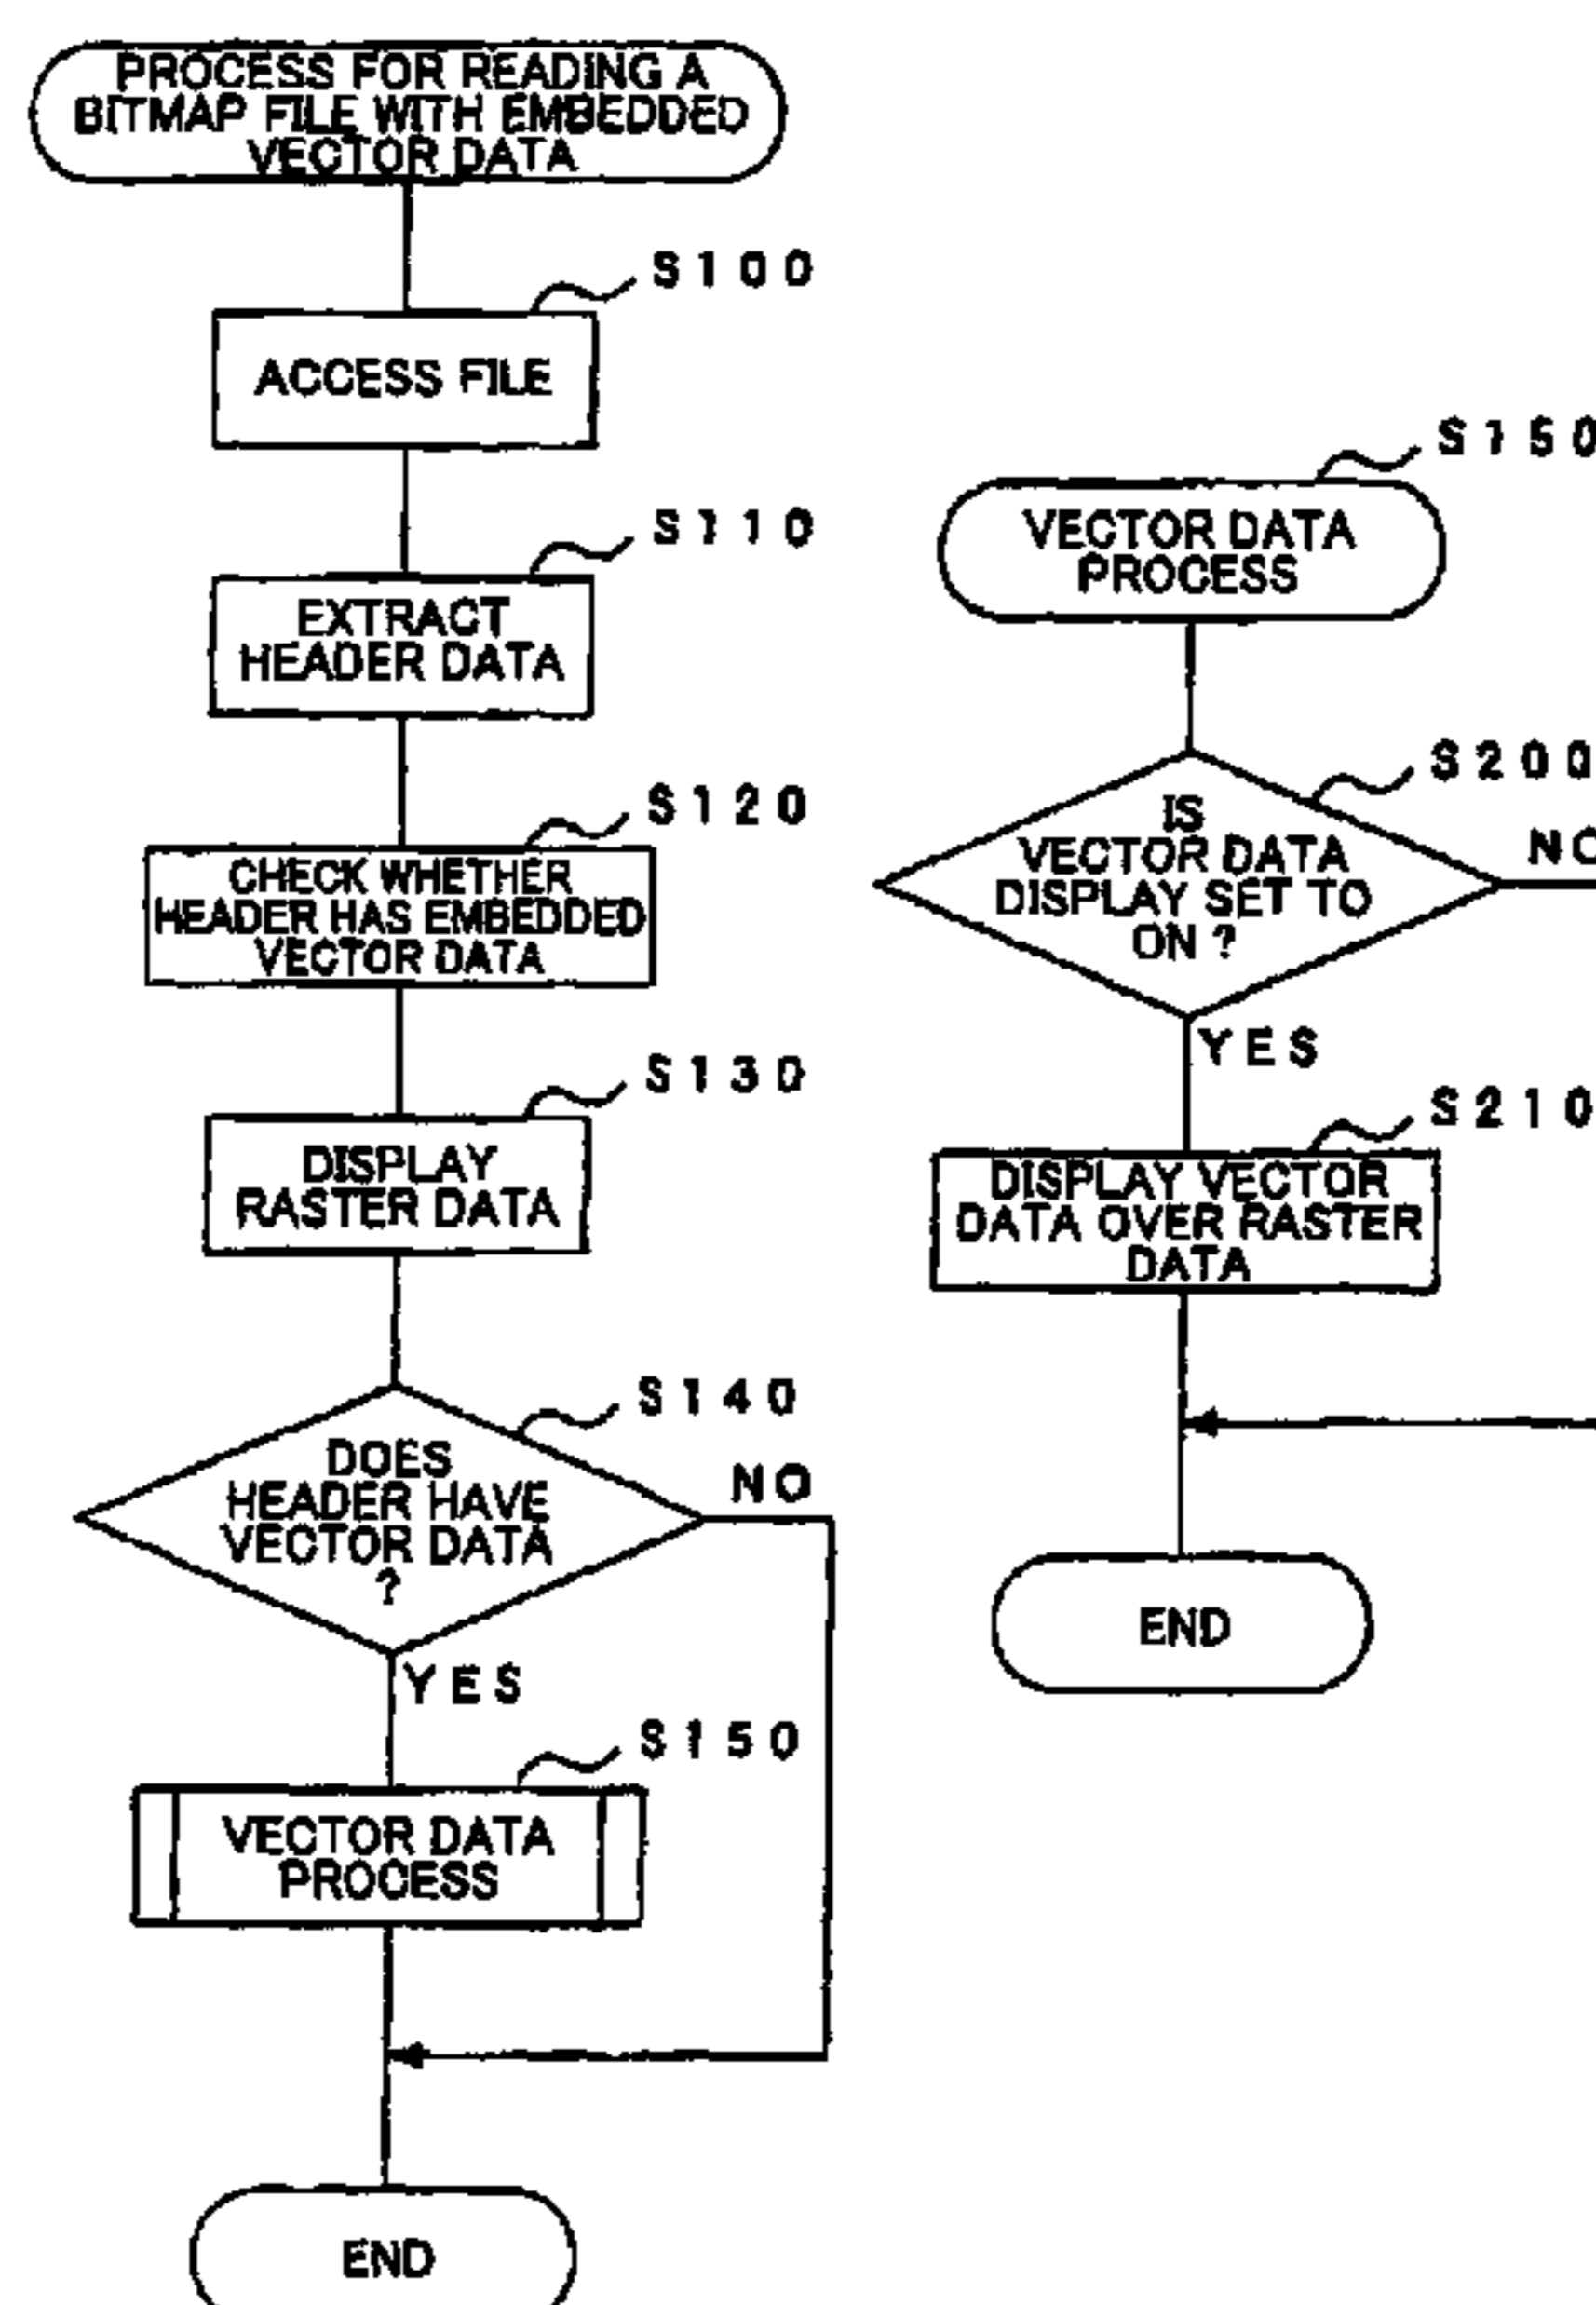 PROCESS FOR READING A
BITMAP FILE WITH EMBEDDED
VECTOR DATA
S100
ACCESS FILE
S110
EXTRACT
HEADER DATA
S120
CHECK WHETHER
HEADER HAS EMBEDDED
VECTOR DATA
S130
DISPLAY
RASTER DATA
S140
DOES
HEADER HAVE
VECTOR DATA
?
NO
YES
S150
VECTOR DATA
PROCESS
END
S150
VECTOR DATA
PROCESS
S200
IS
VECTOR DATA
DISPLAY SET TO
ON ?
NO
YES
S210
DISPLAY VECTOR
DATA OVER RASTER
DATA
END